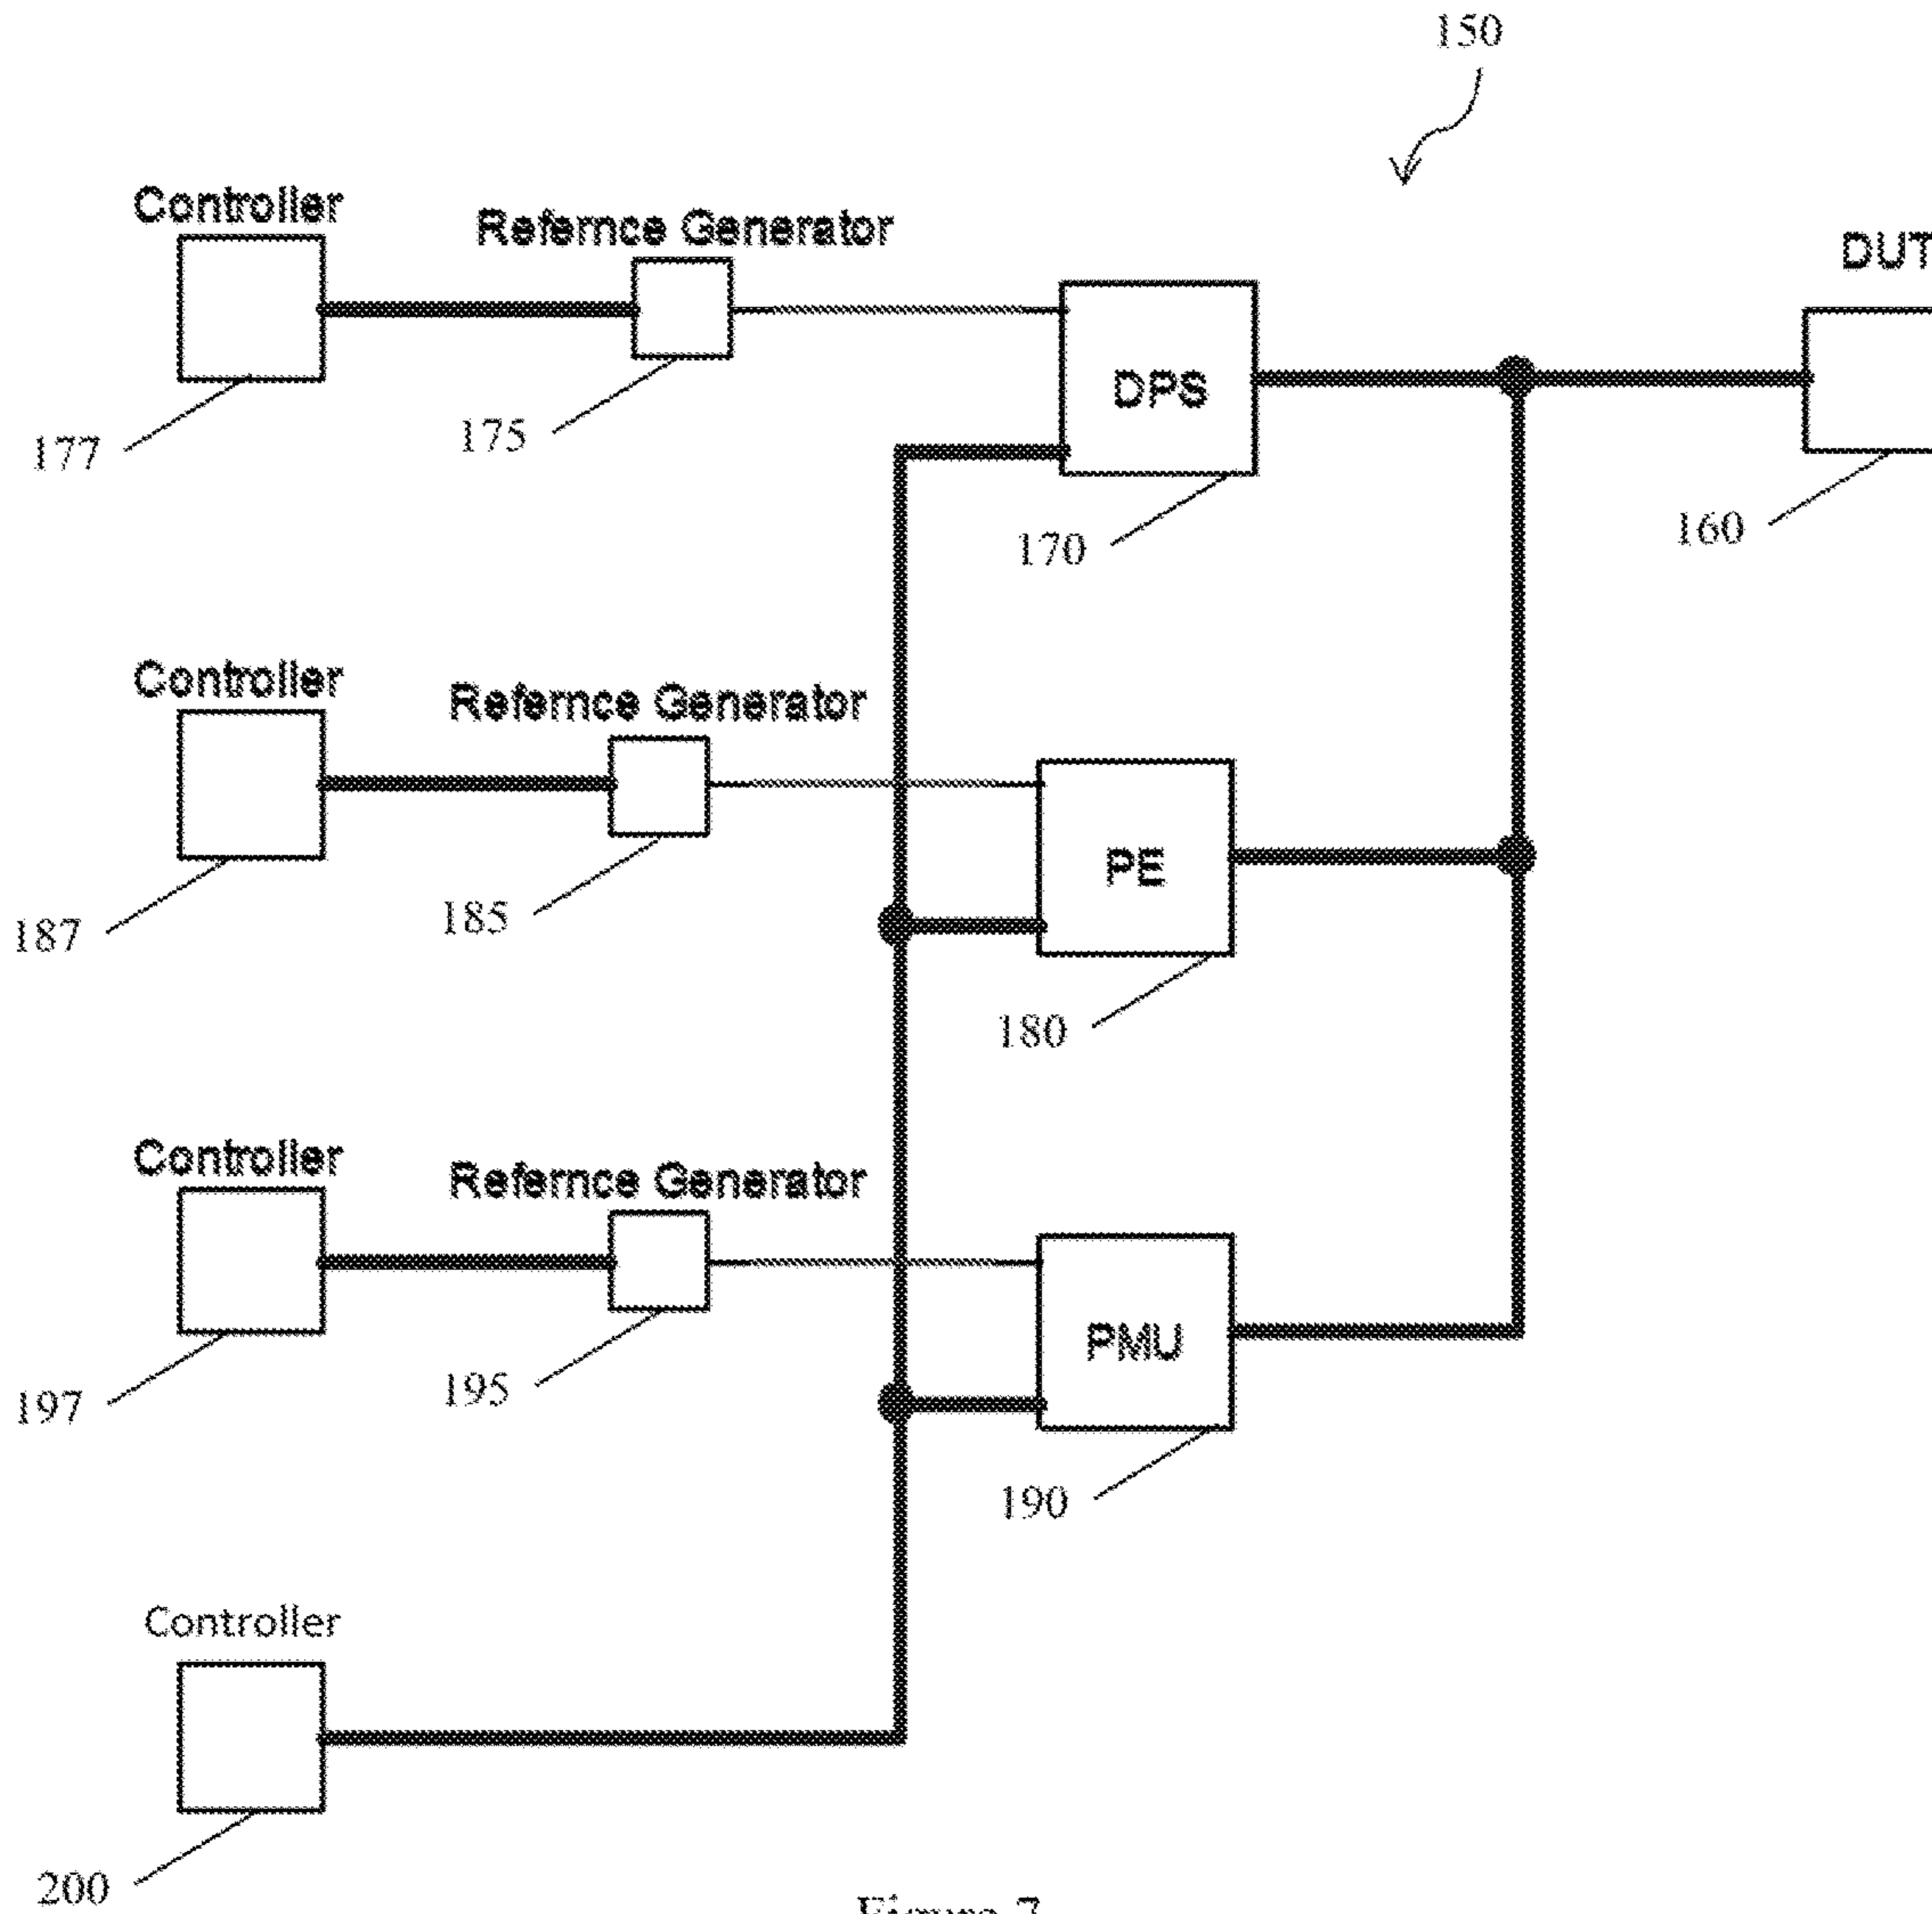 150
Controller
Refernce Generator
DUT
DPS
177
175
170
160
Controller
Refernce Generator
PE
187
185
180
Controller
Refernce Generator
PMU
197
195
190
Controller
200